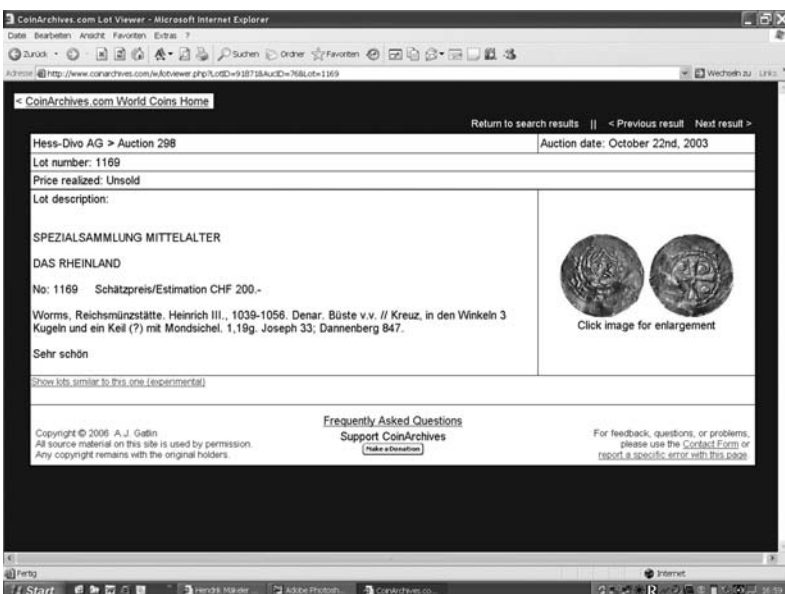 CoinArchives.com Lot Viewer - Microsoft Internet Explorer
Datei Bearbeiten Ansicht Favoriten Extras ?
Zurück Suchen Ordner Favoriten
Adresse http://www.coinarchives.com/w/lotviewer.php?LotID=91871&AucID=76&Lot=1169 Wechseln zu Links
< CoinArchives.com World Coins Home
Return to search results || < Previous result Next result >
Hess-Divo AG > Auction 298 Auction date: October 22nd, 2003
Lot number: 1169
Price realized: Unsold
Lot description:
SPEZIALSAMMLUNG MITTELALTER
DAS RHEINLAND
No: 1169 Schätzpreis/Estimation CHF 200.-
Worms, Reichsmünzstätte. Heinrich III., 1039-1056. Denar. Büste v.v. // Kreuz, in den Winkeln 3
Kugeln und ein Keil (?) mit Mondsichel. 1,19g. Joseph 33; Dannenberg 847.
Sehr schön
Click image for enlargement
Show lots similar to this one (experimental)
Frequently Asked Questions
Support CoinArchives
Make a Donation
Copyright © 2006 A.J. Gatlin
All source material on this site is used by permission.
Any copyright remains with the original holders.
For feedback, questions, or problems,
please use the Contact Form or
report a specific error with this page.
Fertig Internet
Start Hendrik Mäkeler ... Adobe Photosh... CoinArchives.co... 16:59